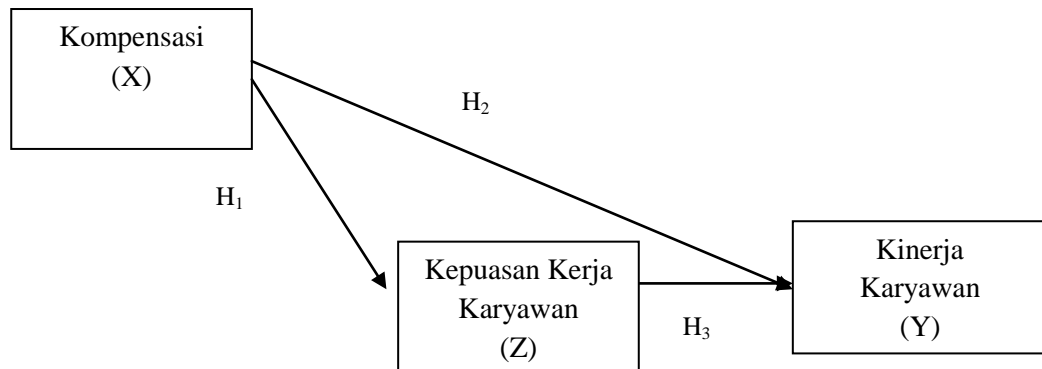 Kompensasi
(X)
H2
H1
Kepuasan Kerja
Karyawan
(Z)
H3
Kinerja
Karyawan
(Y)